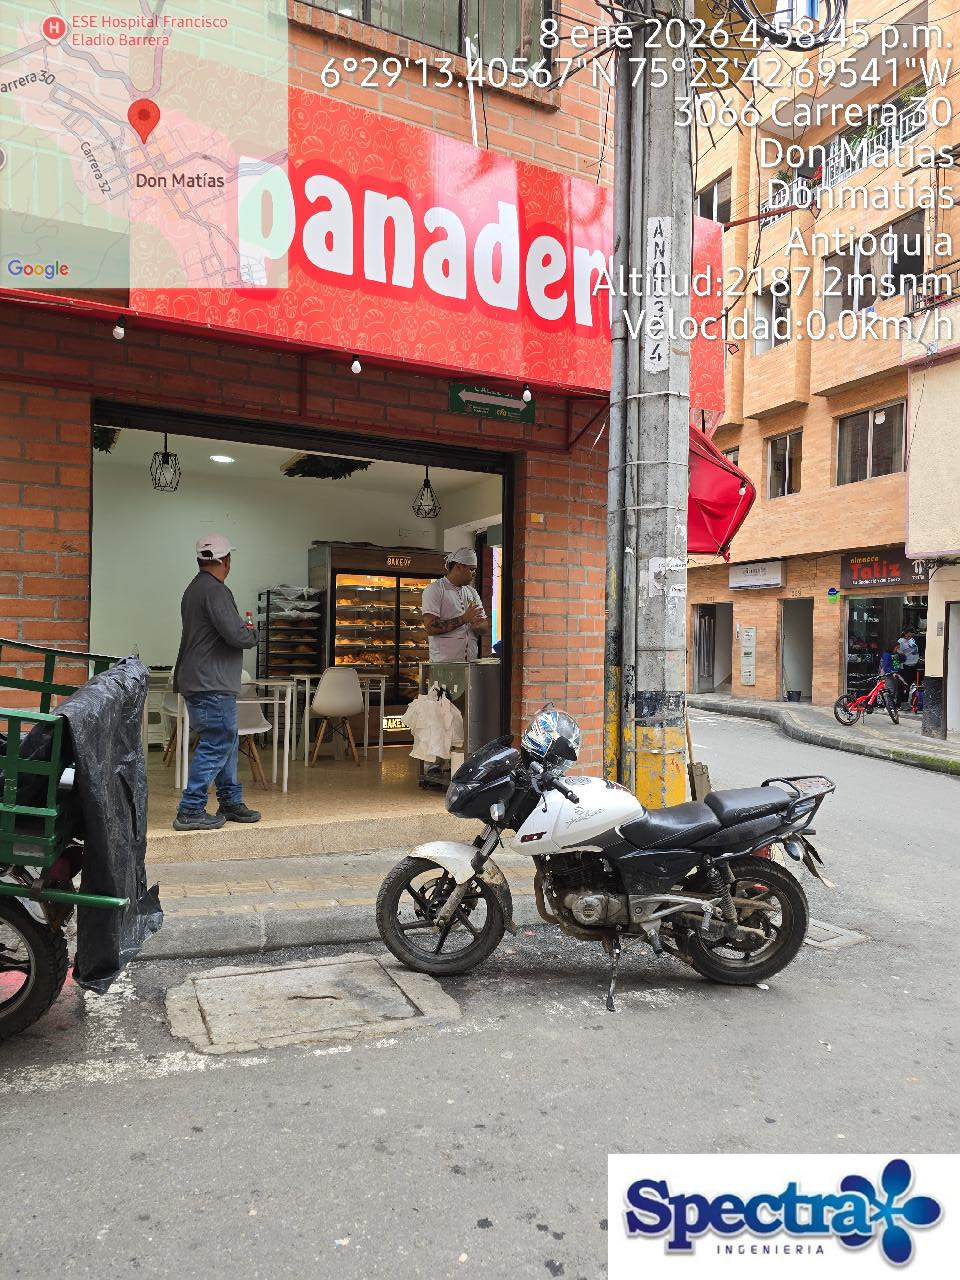 ESE Hospital Francisco
Eladio Barrera
Carrera 30
Carrera 32
Don Matías
Google
8 ene 2026 4:58:45 p.m.
6°29'13.40567"N 75°23'42.69541"W
3066 Carrera 30
Don Matías
Donmatías
Antioquia
Altitud:2187.2msnm
Velocidad:0.0km/h
panader
BAKERY
almacén
Taliz
Spectra
INGENIERIA